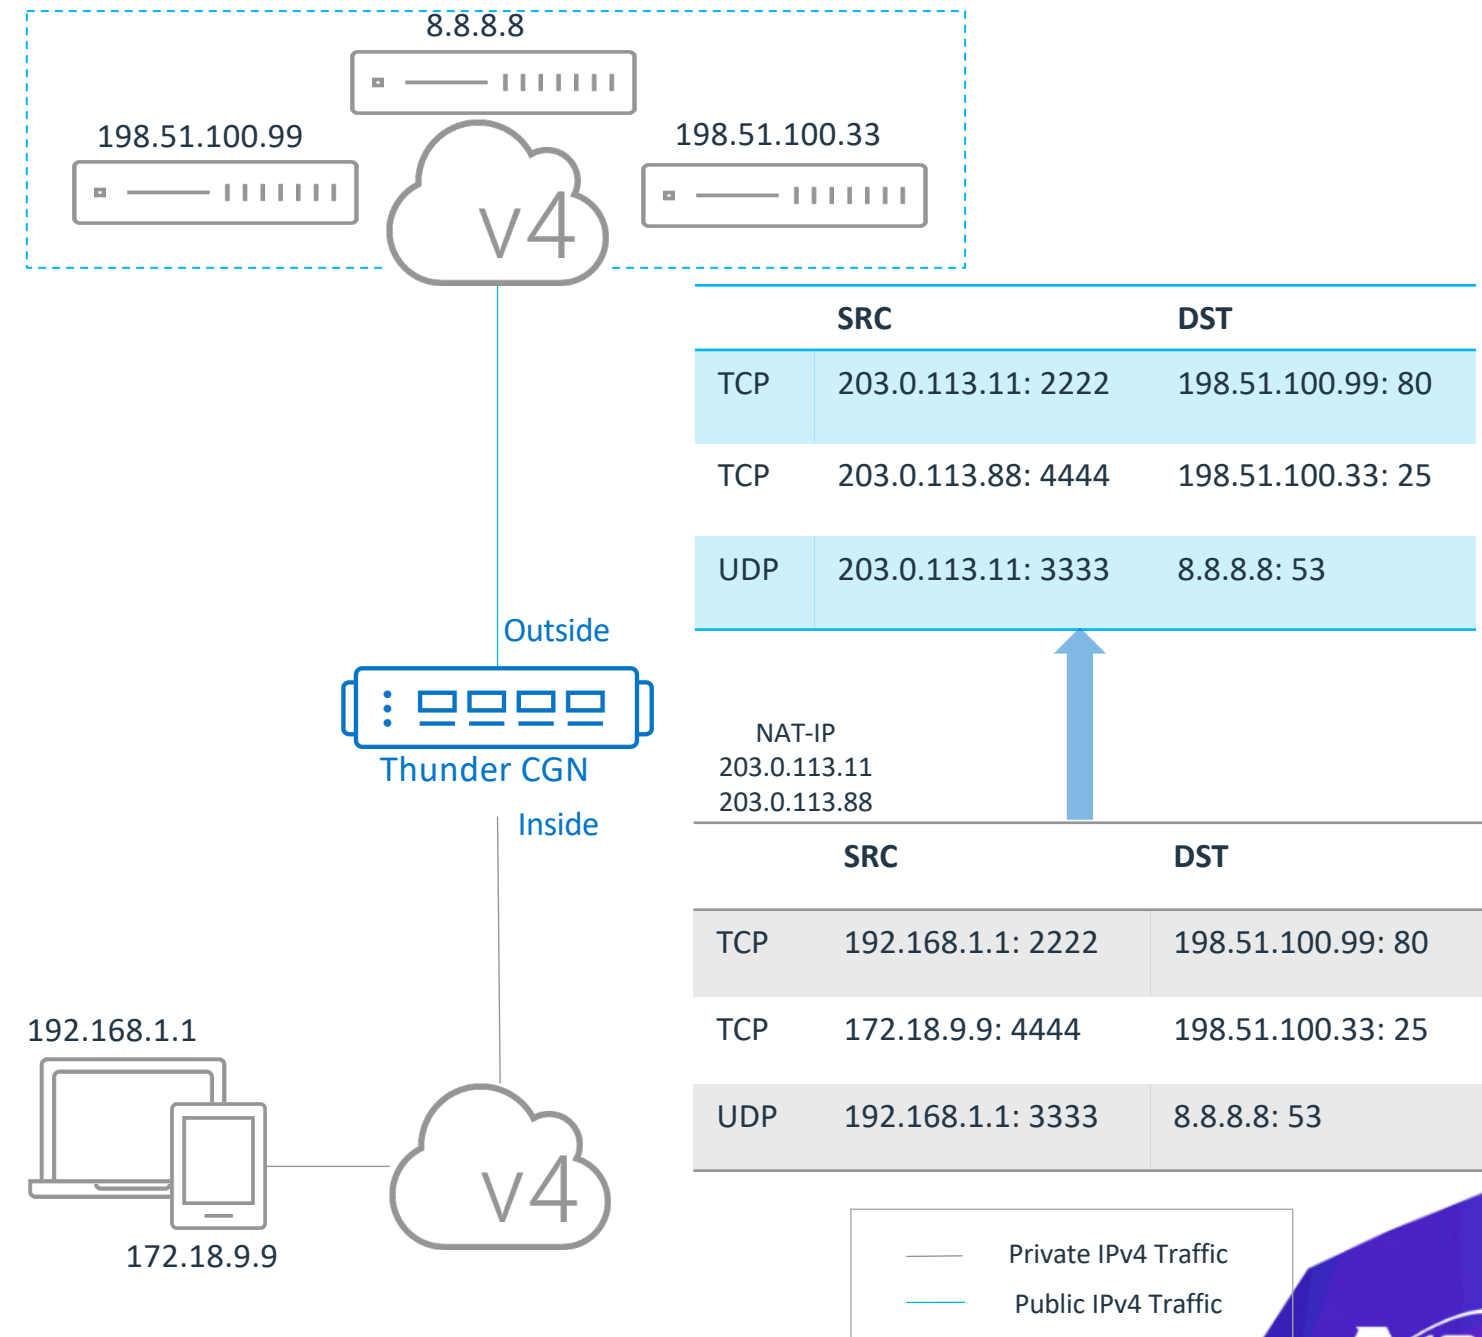 8.8.8.8
198.51.100.99
198.51.100.33
v4
SRC DST
TCP 203.0.113.11: 2222 198.51.100.99: 80
TCP 203.0.113.88: 4444 198.51.100.33: 25
UDP 203.0.113.11: 3333 8.8.8.8: 53
Outside
Thunder CGN
Inside
NAT-IP
203.0.113.11
203.0.113.88
SRC DST
TCP 192.168.1.1: 2222 198.51.100.99: 80
TCP 172.18.9.9: 4444 198.51.100.33: 25
UDP 192.168.1.1: 3333 8.8.8.8: 53
192.168.1.1
v4
172.18.9.9
Private IPv4 Traffic
Public IPv4 Traffic